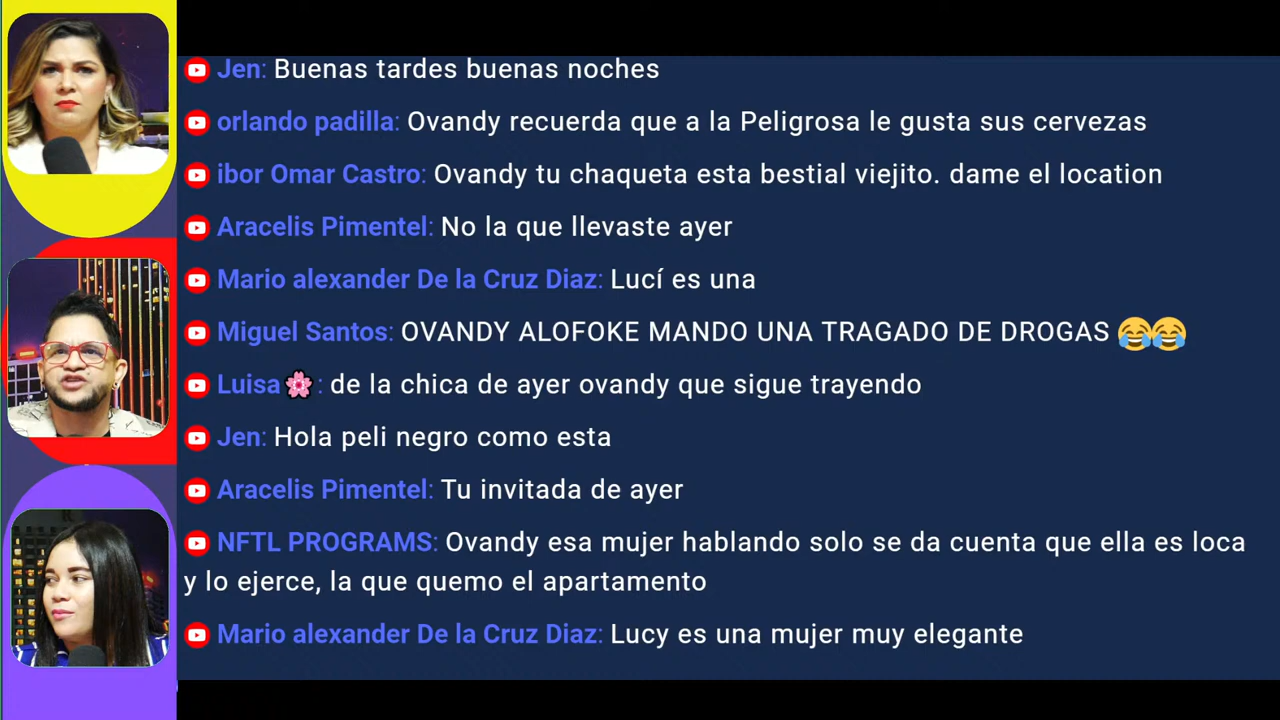 Jen: Buenas tardes buenas noches
orlando padilla: Ovandy recuerda que a la Peligrosa le gusta sus cervezas
ibor Omar Castro: Ovandy tu chaqueta esta bestial viejito. dame el location
Aracelis Pimentel: No la que llevaste ayer
Mario alexander De la Cruz Diaz: Lucí es una
Miguel Santos: OVANDY ALOFOKE MANDO UNA TRAGADO DE DROGAS 😂😂
Luisa🌸: de la chica de ayer ovandy que sigue trayendo
Jen: Hola peli negro como esta
Aracelis Pimentel: Tu invitada de ayer
NFTL PROGRAMS: Ovandy esa mujer hablando solo se da cuenta que ella es loca
y lo ejerce, la que quemo el apartamento
Mario alexander De la Cruz Diaz: Lucy es una mujer muy elegante